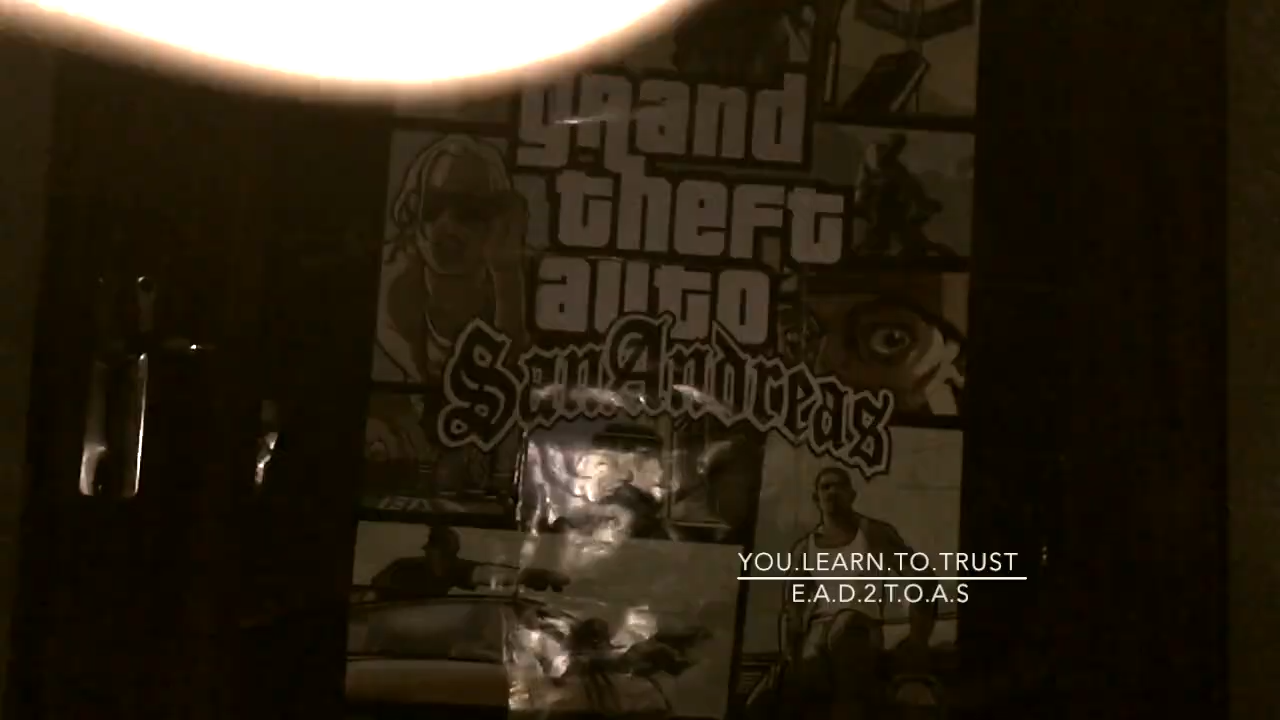 grand
theft
auto
San Andreas
YOU.LEARN.TO.TRUST
E.A.D.2.T.O.A.S